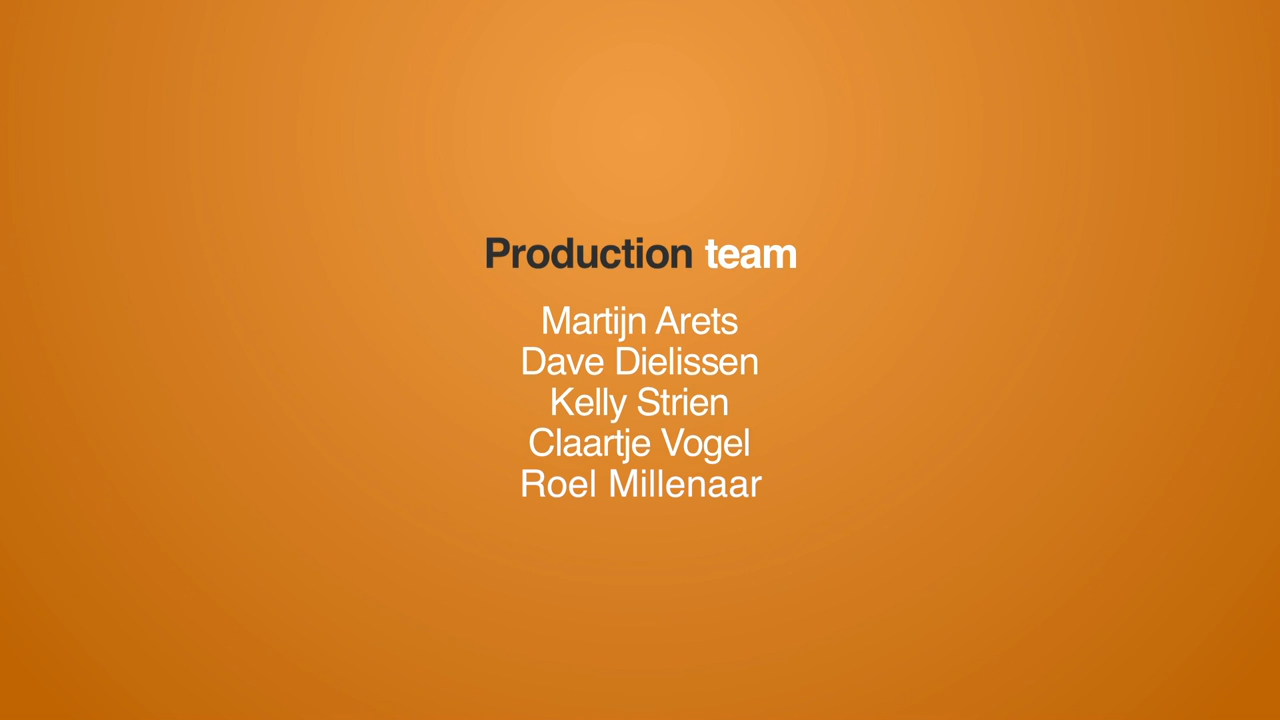 Production team
Martijn Arets
Dave Dielissen
Kelly Strien
Claartje Vogel
Roel Millenaar